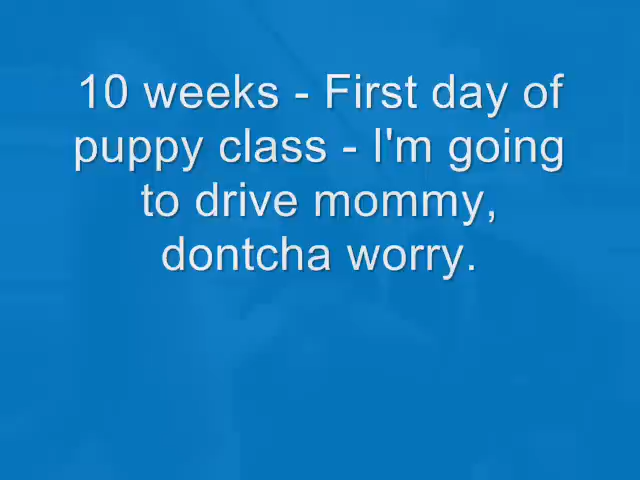 10 weeks - First day of
puppy class - I'm going
to drive mommy,
dontcha worry.